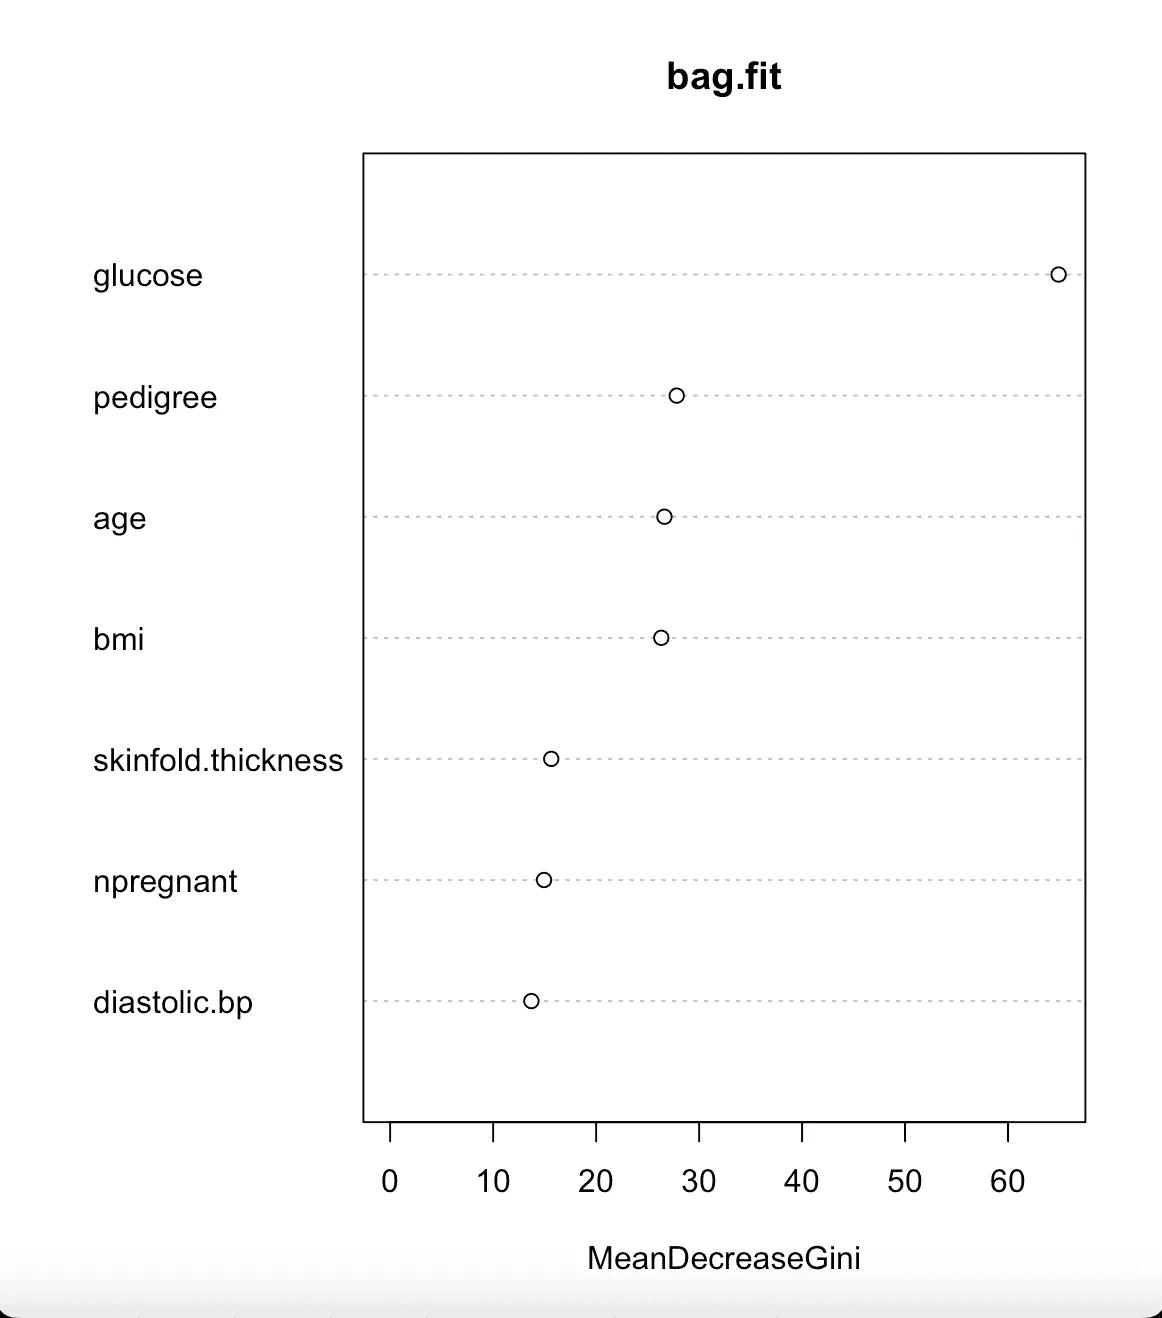 bag.fit
glucose
pedigree
age
bmi
skinfold.thickness
npregnant
diastolic.bp
0 10 20 30 40 50 60
MeanDecreaseGini